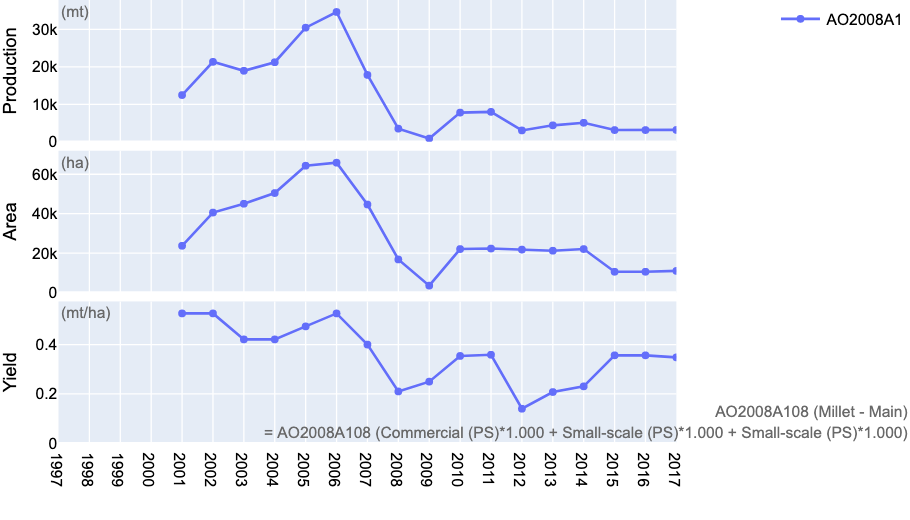 (mt)
Production
30k
20k
10k
0
AO2008A1
(ha)
Area
60k
40k
20k
0
(mt/ha)
Yield
0.4
0.2
0
AO2008A108 (Millet - Main)
= AO2008A108 (Commercial (PS)*1.000 + Small-scale (PS)*1.000 + Small-scale (PS)*1.000)
1997
1998
1999
2000
2001
2002
2003
2004
2005
2006
2007
2008
2009
2010
2011
2012
2013
2014
2015
2016
2017